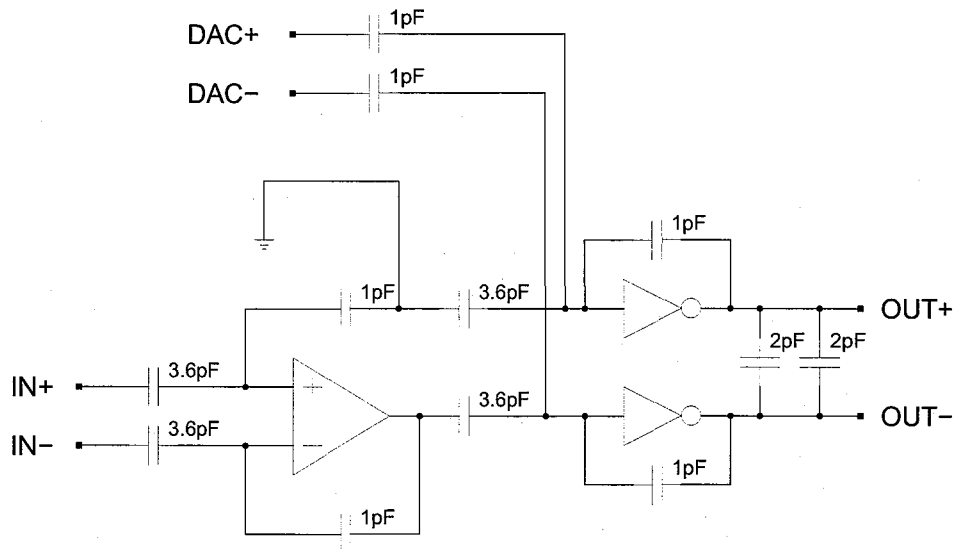 1pF
DAC+
1pF
DAC−
1pF
1pF
3.6pF
OUT+
2pF
2pF
3.6pF
IN+
+
3.6pF
OUT−
3.6pF
IN−
−
1pF
1pF